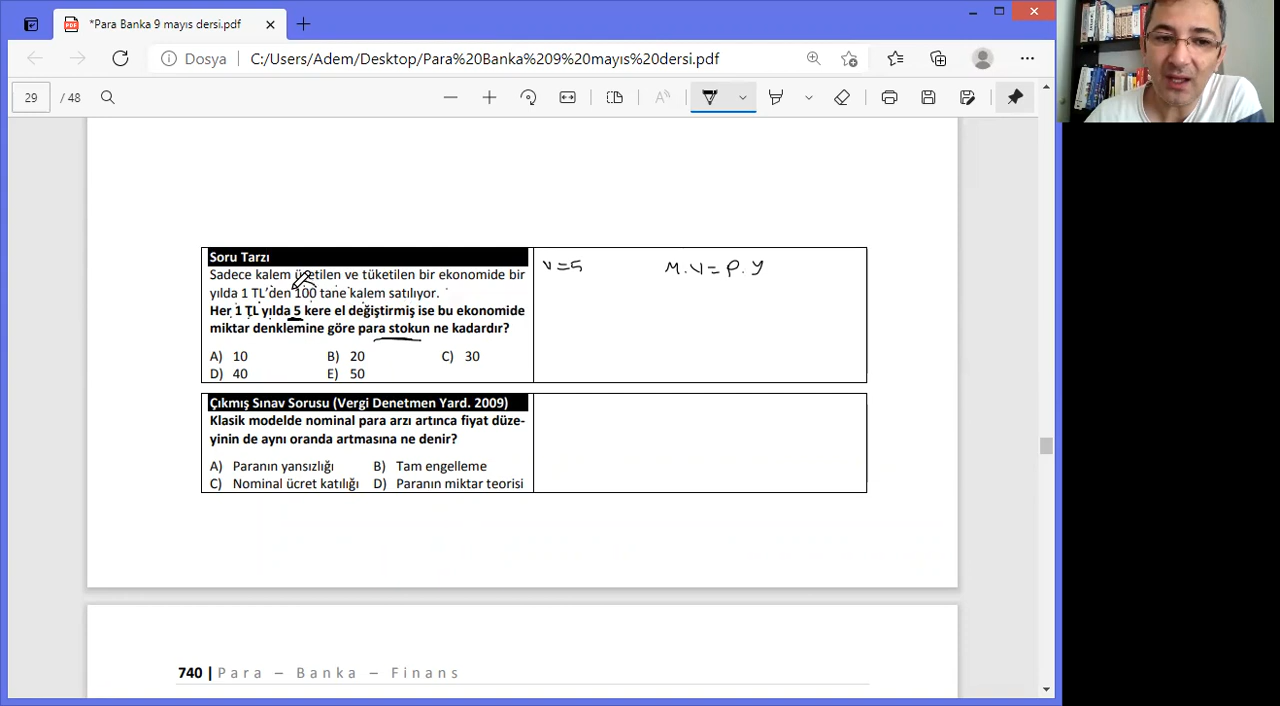 *Para Banka 9 mayıs dersi.pdf
Dosya
C:/Users/Adem/Desktop/Para%20Banka%209%20mayıs%20dersi.pdf
29 / 48
Soru Tarzı
Sadece kalem üretilen ve tüketilen bir ekonomide bir
yılda 1 TL'den 100 tane kalem satılıyor.
Her 1 TL yılda 5 kere el değiştirmiş ise bu ekonomide
miktar denklemine göre para stokun ne kadardır?
A) 10 B) 20 C) 30
D) 40 E) 50
V=5 M.V=P.Y
Çıkmış Sınav Sorusu (Vergi Denetmen Yard. 2009)
Klasik modelde nominal para arzı artınca fiyat düze-
yinin de aynı oranda artmasına ne denir?
A) Paranın yansızlığı B) Tam engelleme
C) Nominal ücret katılığı D) Paranın miktar teorisi
740 | Para – Banka – Finans